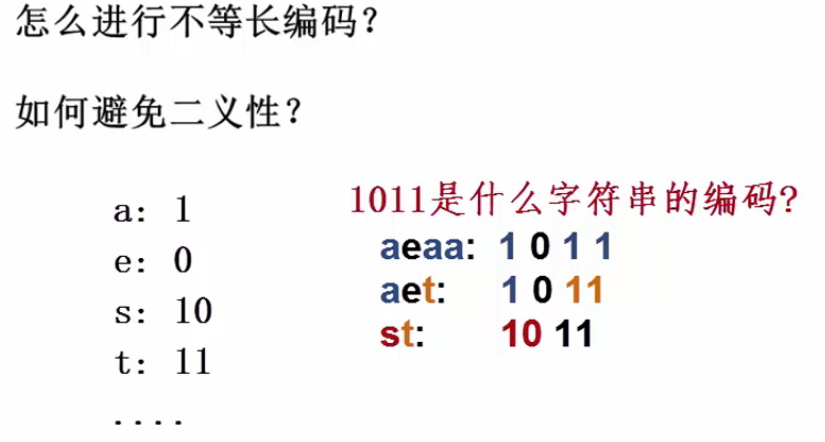 怎么进行不等长编码？
如何避免二义性？
1011是什么字符串的编码？
a: 1
aeaa: 1 0 1 1
e: 0
aet: 1 0 11
s: 10
st: 10 11
t: 11
....